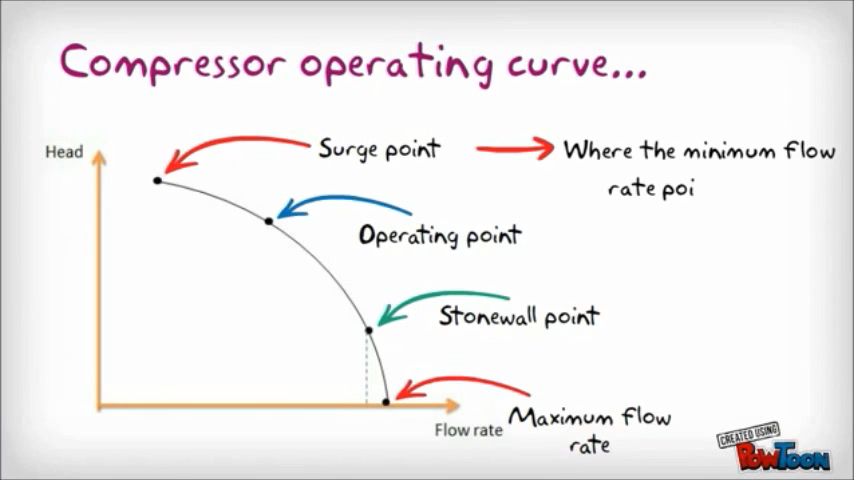 Compressor operating curve...
Head
Surge point
Where the minimum flow
rate poi
Operating point
Stonewall point
Maximum flow
rate
Flow rate
CREATED USING
POWTOON